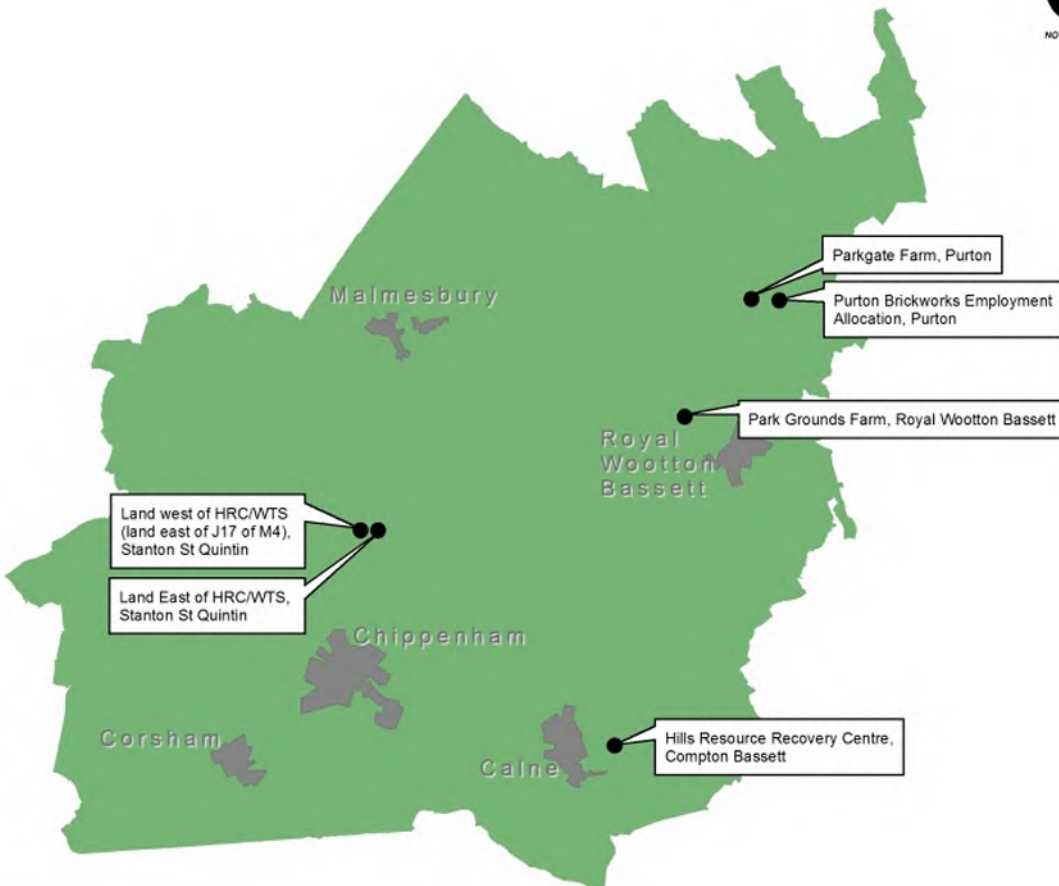 NO
Parkgate Farm, Purton
Malmesbury
Purton Brickworks Employment
Allocation, Purton
Park Grounds Farm, Royal Wootton Bassett
Royal
Wootton
Bassett
Land west of HRC/WTS
(land east of J17 of M4),
Stanton St Quintin
Land East of HRC/WTS,
Stanton St Quintin
Chippenham
Corsham
Hills Resource Recovery Centre,
Compton Bassett
Calne